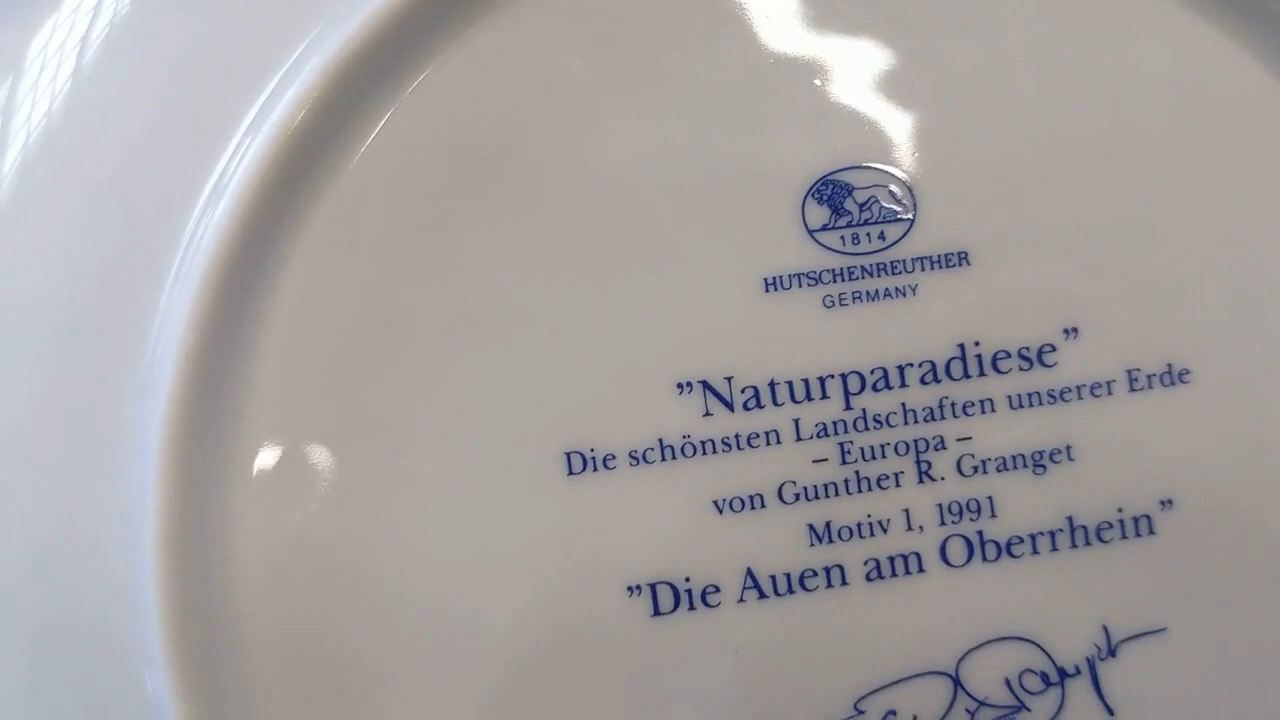 1814
HUTSCHENREUTHER
GERMANY
”Naturparadiese”
Die schönsten Landschaften unserer Erde
– Europa –
von Gunther R. Granget
Motiv 1, 1991
”Die Auen am Oberrhein”